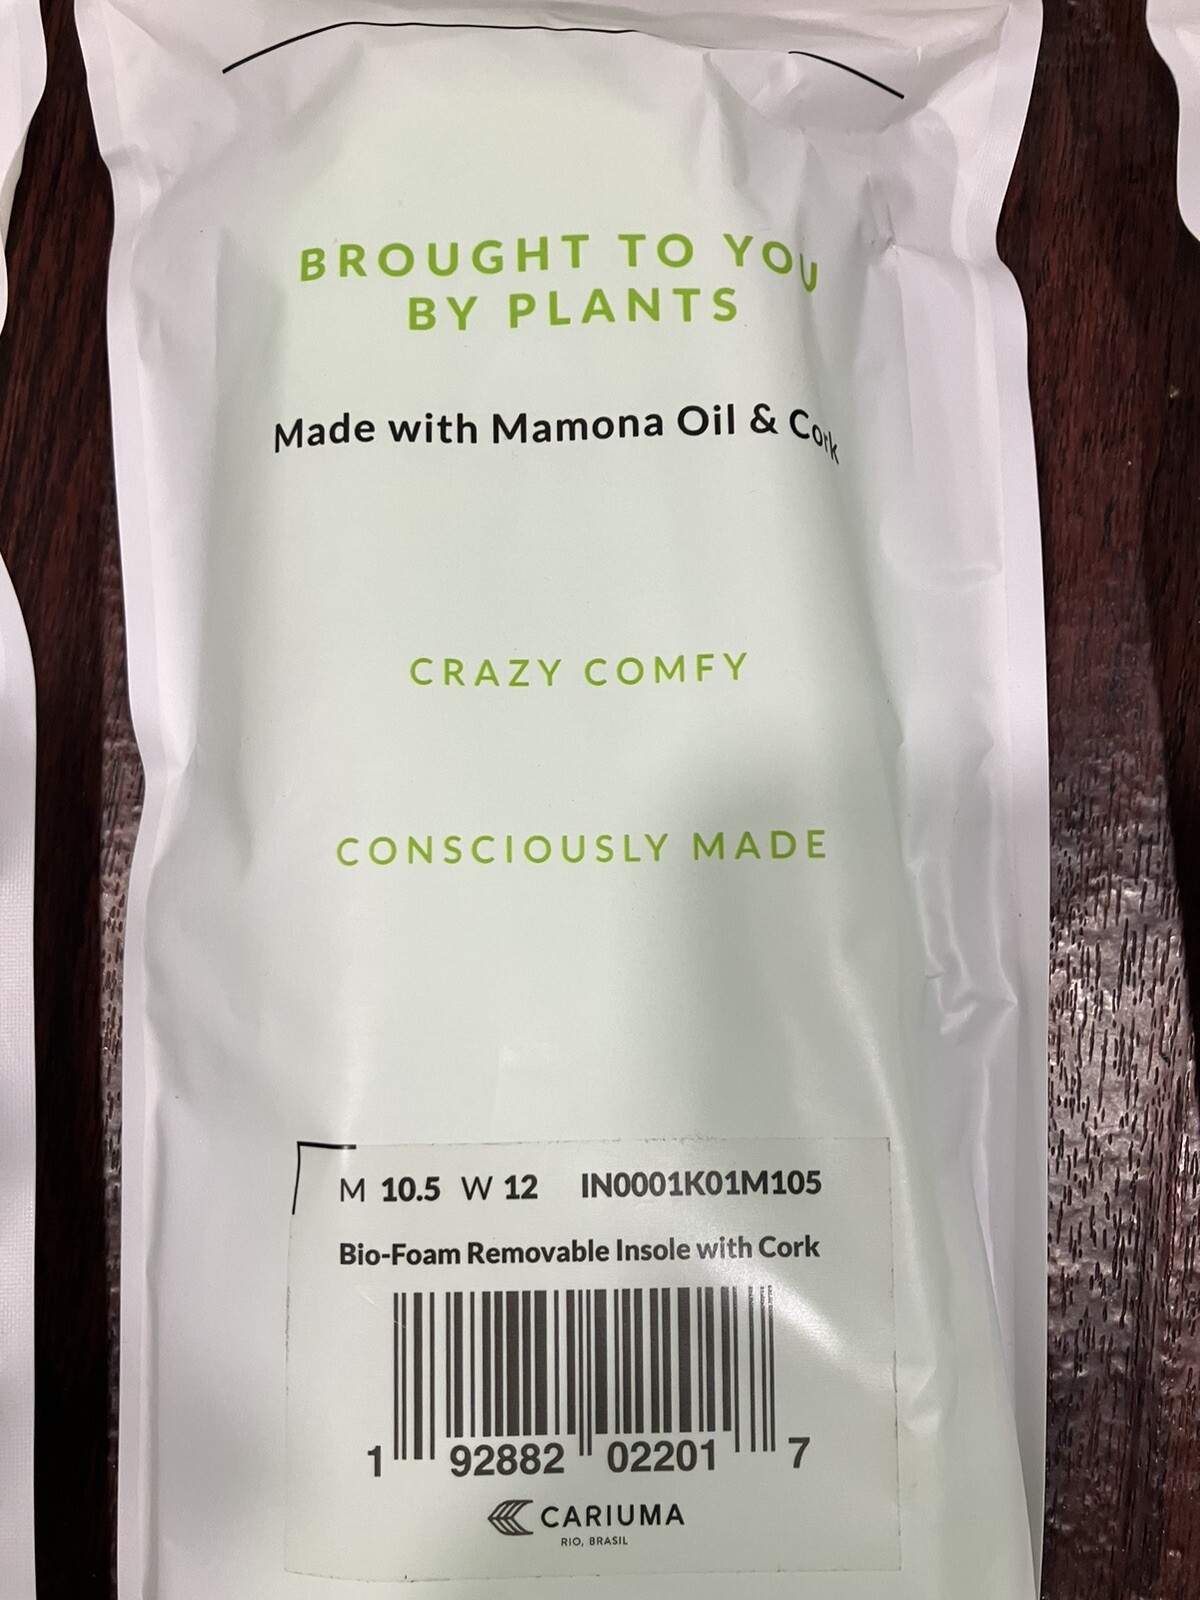 BROUGHT TO YOU
BY PLANTS
Made with Mamona Oil & Cork
CRAZY COMFY
CONSCIOUSLY MADE
M 10.5 W 12 IN0001K01M105
Bio-Foam Removable Insole with Cork
1 92882 02201 7
CARIUMA
RIO, BRASIL